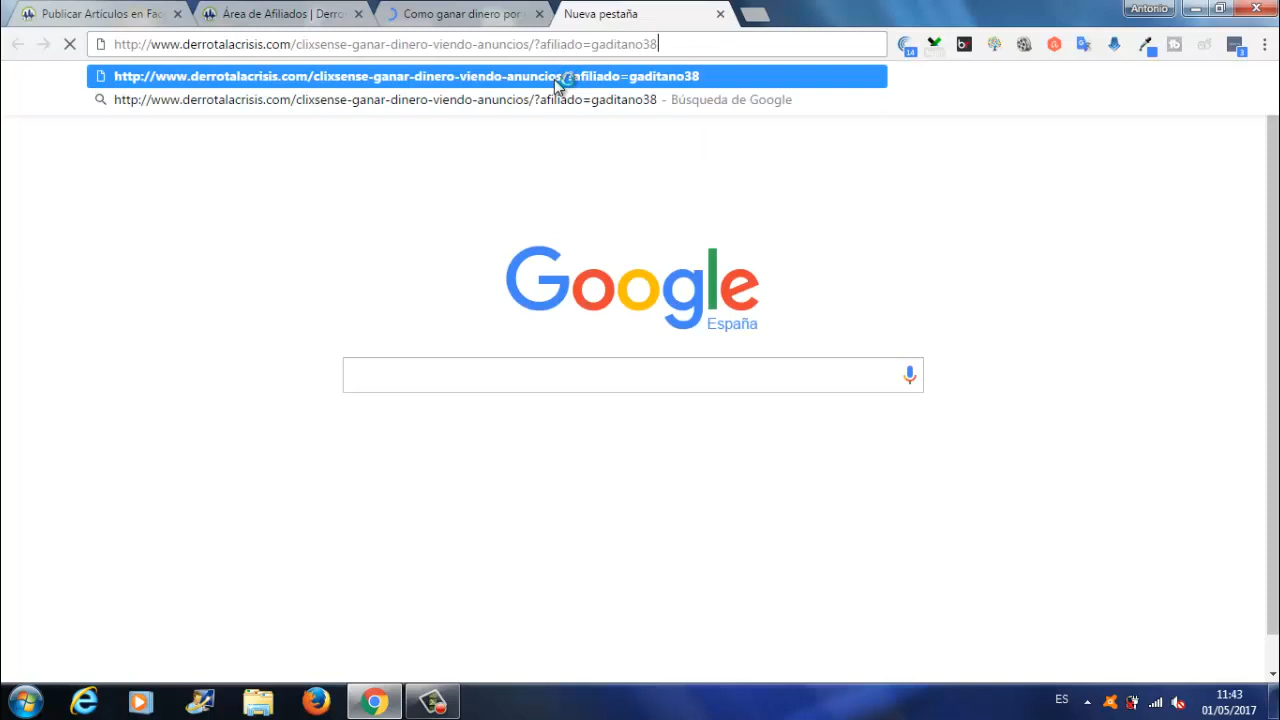 Publicar Artículos en Fac
Área de Afiliados | Derro
Como ganar dinero por
Nueva pestaña
Antonio
http://www.derrotalacrisis.com/clixsense-ganar-dinero-viendo-anuncios/?afiliado=gaditano38
14
3
http://www.derrotalacrisis.com/clixsense-ganar-dinero-viendo-anuncios/?afiliado=gaditano38
http://www.derrotalacrisis.com/clixsense-ganar-dinero-viendo-anuncios/?afiliado=gaditano38 - Búsqueda de Google
Google
España
ES
11:43
01/05/2017